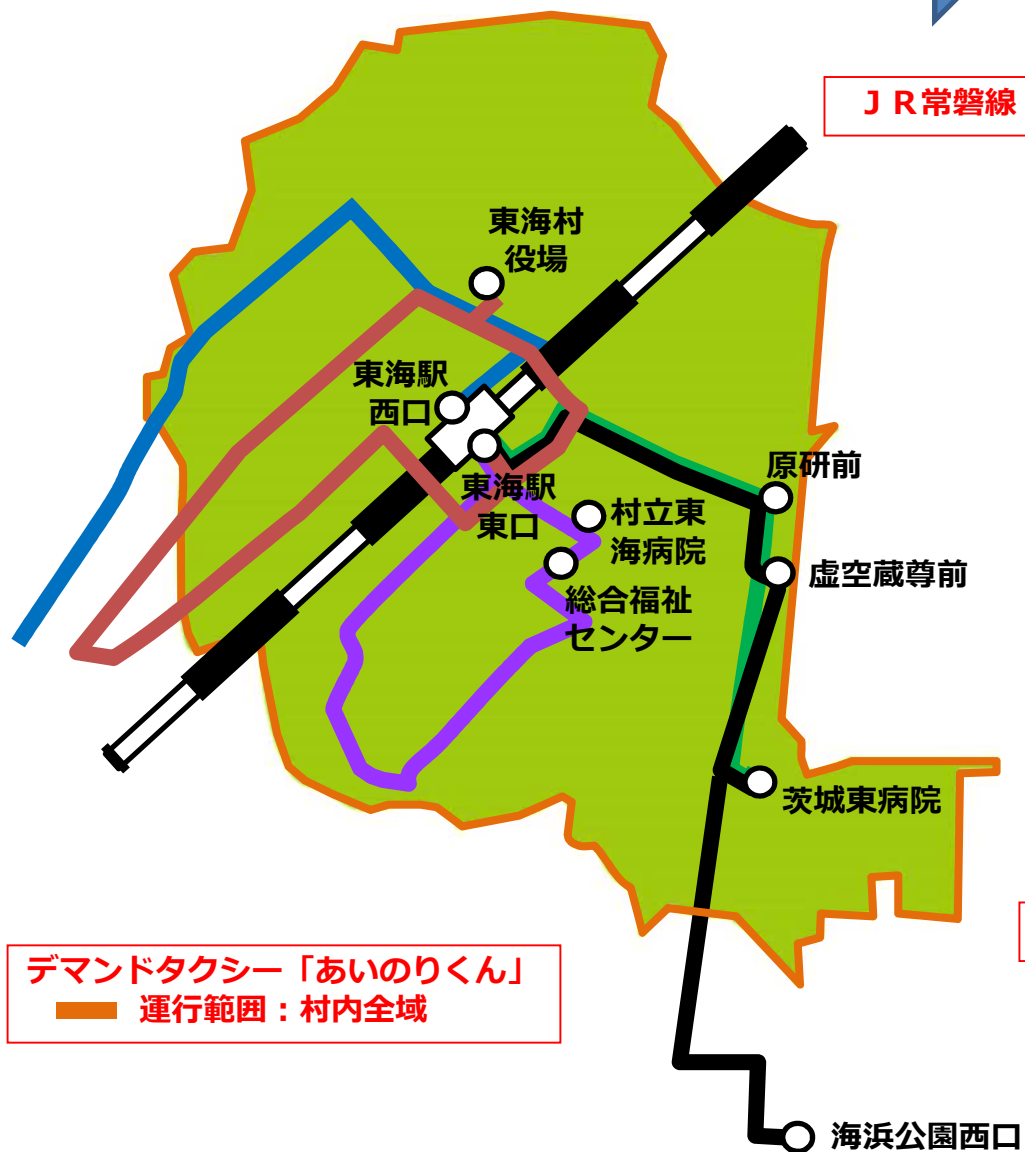 ＪＲ常磐線
東海村
役場
東海駅
西口
東海駅
東口
原研前
村立東
海病院
虚空蔵尊前
総合福祉
センター
茨城東病院
デマンドタクシー「あいのりくん」
運行範囲：村内全域
海浜公園西口